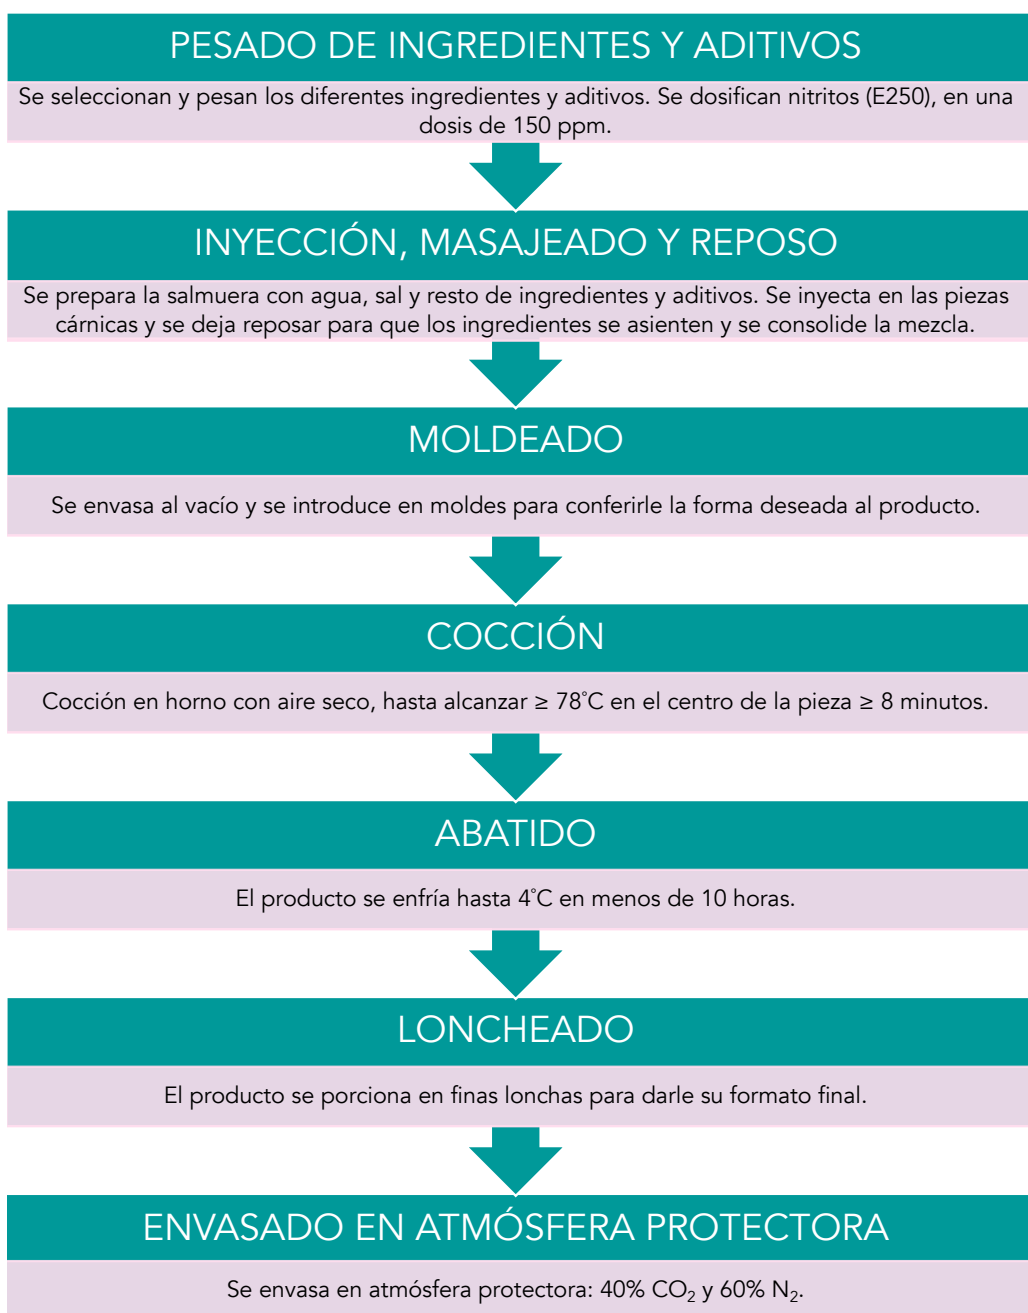 PESADO DE INGREDIENTES Y ADITIVOS
Se seleccionan y pesan los diferentes ingredientes y aditivos. Se dosifican nitritos (E250), en una
dosis de 150 ppm.
INYECCIÓN, MASAJEADO Y REPOSO
Se prepara la salmuera con agua, sal y resto de ingredientes y aditivos. Se inyecta en las piezas
cárnicas y se deja reposar para que los ingredientes se asienten y se consolide la mezcla.
MOLDEADO
Se envasa al vacío y se introduce en moldes para conferirle la forma deseada al producto.
COCCIÓN
Cocción en horno con aire seco, hasta alcanzar ≥ 78°C en el centro de la pieza ≥ 8 minutos.
ABATIDO
El producto se enfría hasta 4°C en menos de 10 horas.
LONCHEADO
El producto se porciona en finas lonchas para darle su formato final.
ENVASADO EN ATMÓSFERA PROTECTORA
Se envasa en atmósfera protectora: 40% CO₂ y 60% N₂.